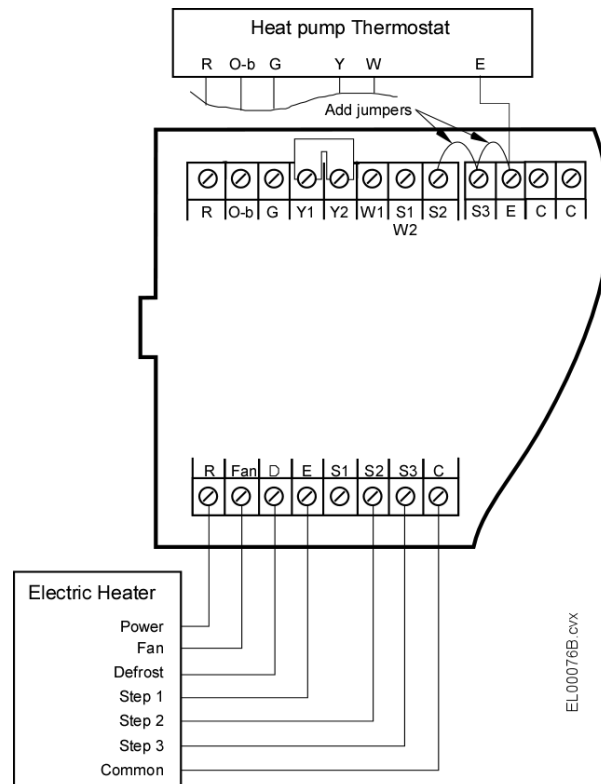 Heat pump Thermostat
R O-b G Y W E
Add jumpers
R O-b G Y1 Y2 W1 S1 S2 S3 E C C
W2
R Fan D E S1 S2 S3 C
Electric Heater
Power
Fan
Defrost
Step 1
Step 2
Step 3
Common
EL00076B.cvx